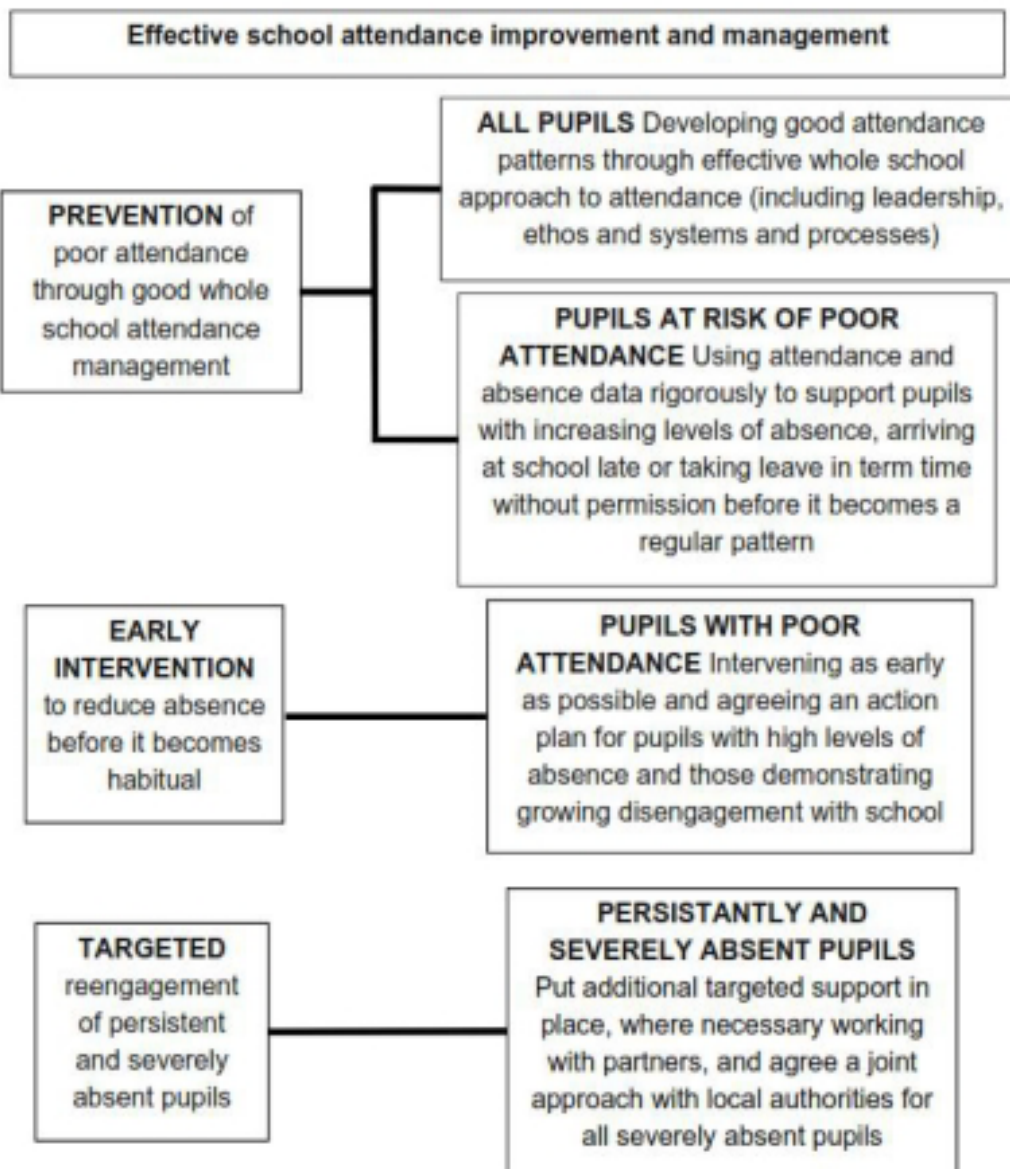 Effective school attendance improvement and management
PREVENTION of
poor attendance
through good whole
school attendance
management
ALL PUPILS Developing good attendance
patterns through effective whole school
approach to attendance (including leadership,
ethos and systems and processes)
PUPILS AT RISK OF POOR
ATTENDANCE Using attendance and
absence data rigorously to support pupils
with increasing levels of absence, arriving
at school late or taking leave in term time
without permission before it becomes a
regular pattern
EARLY
INTERVENTION
to reduce absence
before it becomes
habitual
PUPILS WITH POOR
ATTENDANCE Intervening as early
as possible and agreeing an action
plan for pupils with high levels of
absence and those demonstrating
growing disengagement with school
TARGETED
reengagement
of persistent
and severely
absent pupils
PERSISTANTLY AND
SEVERELY ABSENT PUPILS
Put additional targeted support in
place, where necessary working
with partners, and agree a joint
approach with local authorities for
all severely absent pupils